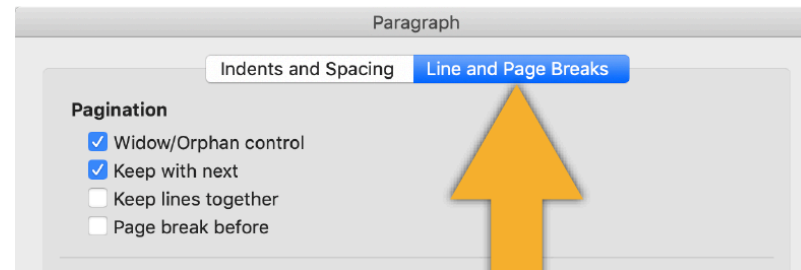 Paragraph
Indents and Spacing Line and Page Breaks
Pagination
Widow/Orphan control
Keep with next
Keep lines together
Page break before